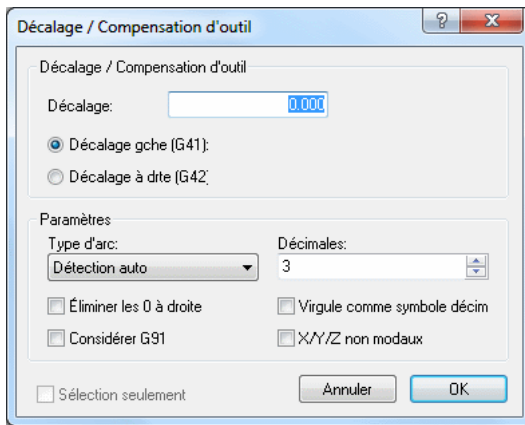 Décalage / Compensation d'outil
Décalage / Compensation d'outil
Décalage:
0.000
Décalage gche (G41):
Décalage à drte (G42)
Paramètres
Type d'arc:
Décimales:
Détection auto
3
Éliminer les 0 à droite
Virgule comme symbole décim
Considérer G91
X/Y/Z non modaux
Sélection seulement
Annuler
OK